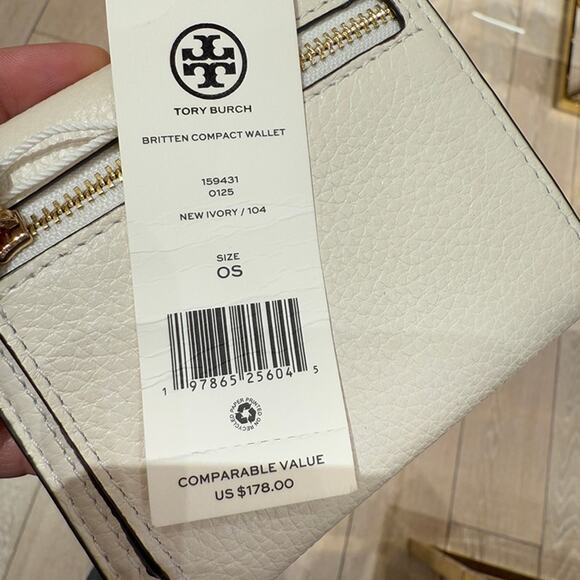 TORY BURCH
BRITTEN COMPACT WALLET
159431
0125
NEW IVORY / 104
SIZE
OS
1 97865 25604 5
RECYCLED PAPER PRINTED ON RECYCLED
COMPARABLE VALUE
US $178.00